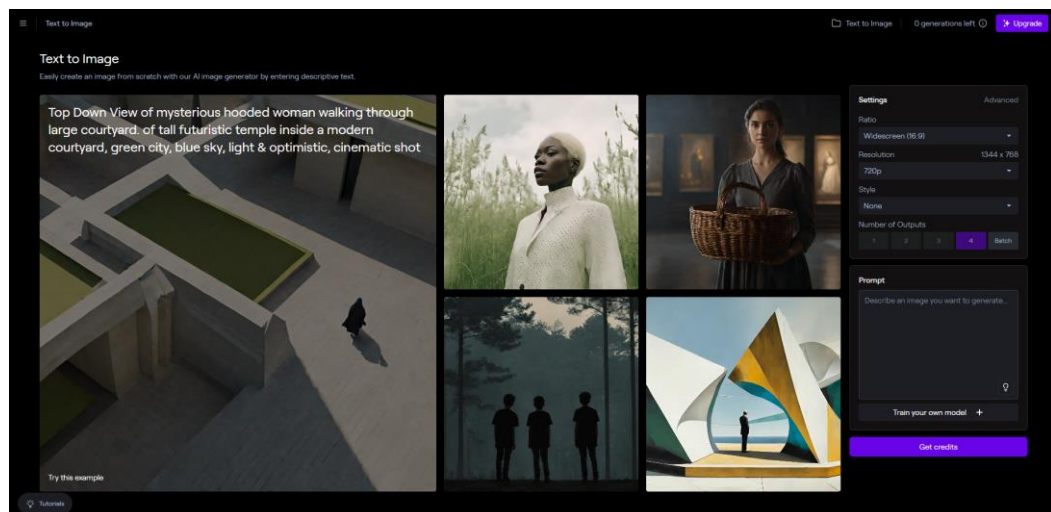 Text to Image
Text to Image
0 generations left
Upgrade
Text to Image
Easily create an image from scratch with our AI image generator by entering descriptive text.
Top Down View of mysterious hooded woman walking through
large courtyard. of tall futuristic temple inside a modern
courtyard, green city, blue sky, light & optimistic, cinematic shot
Try this example
Settings
Advanced
Ratio
Widescreen (16:9)
Resolution
1344 x 768
720p
Style
None
Number of Outputs
1 2 3 4 Batch
Prompt
Describe an image you want to generate...
Train your own model +
Get credits
Tutorials